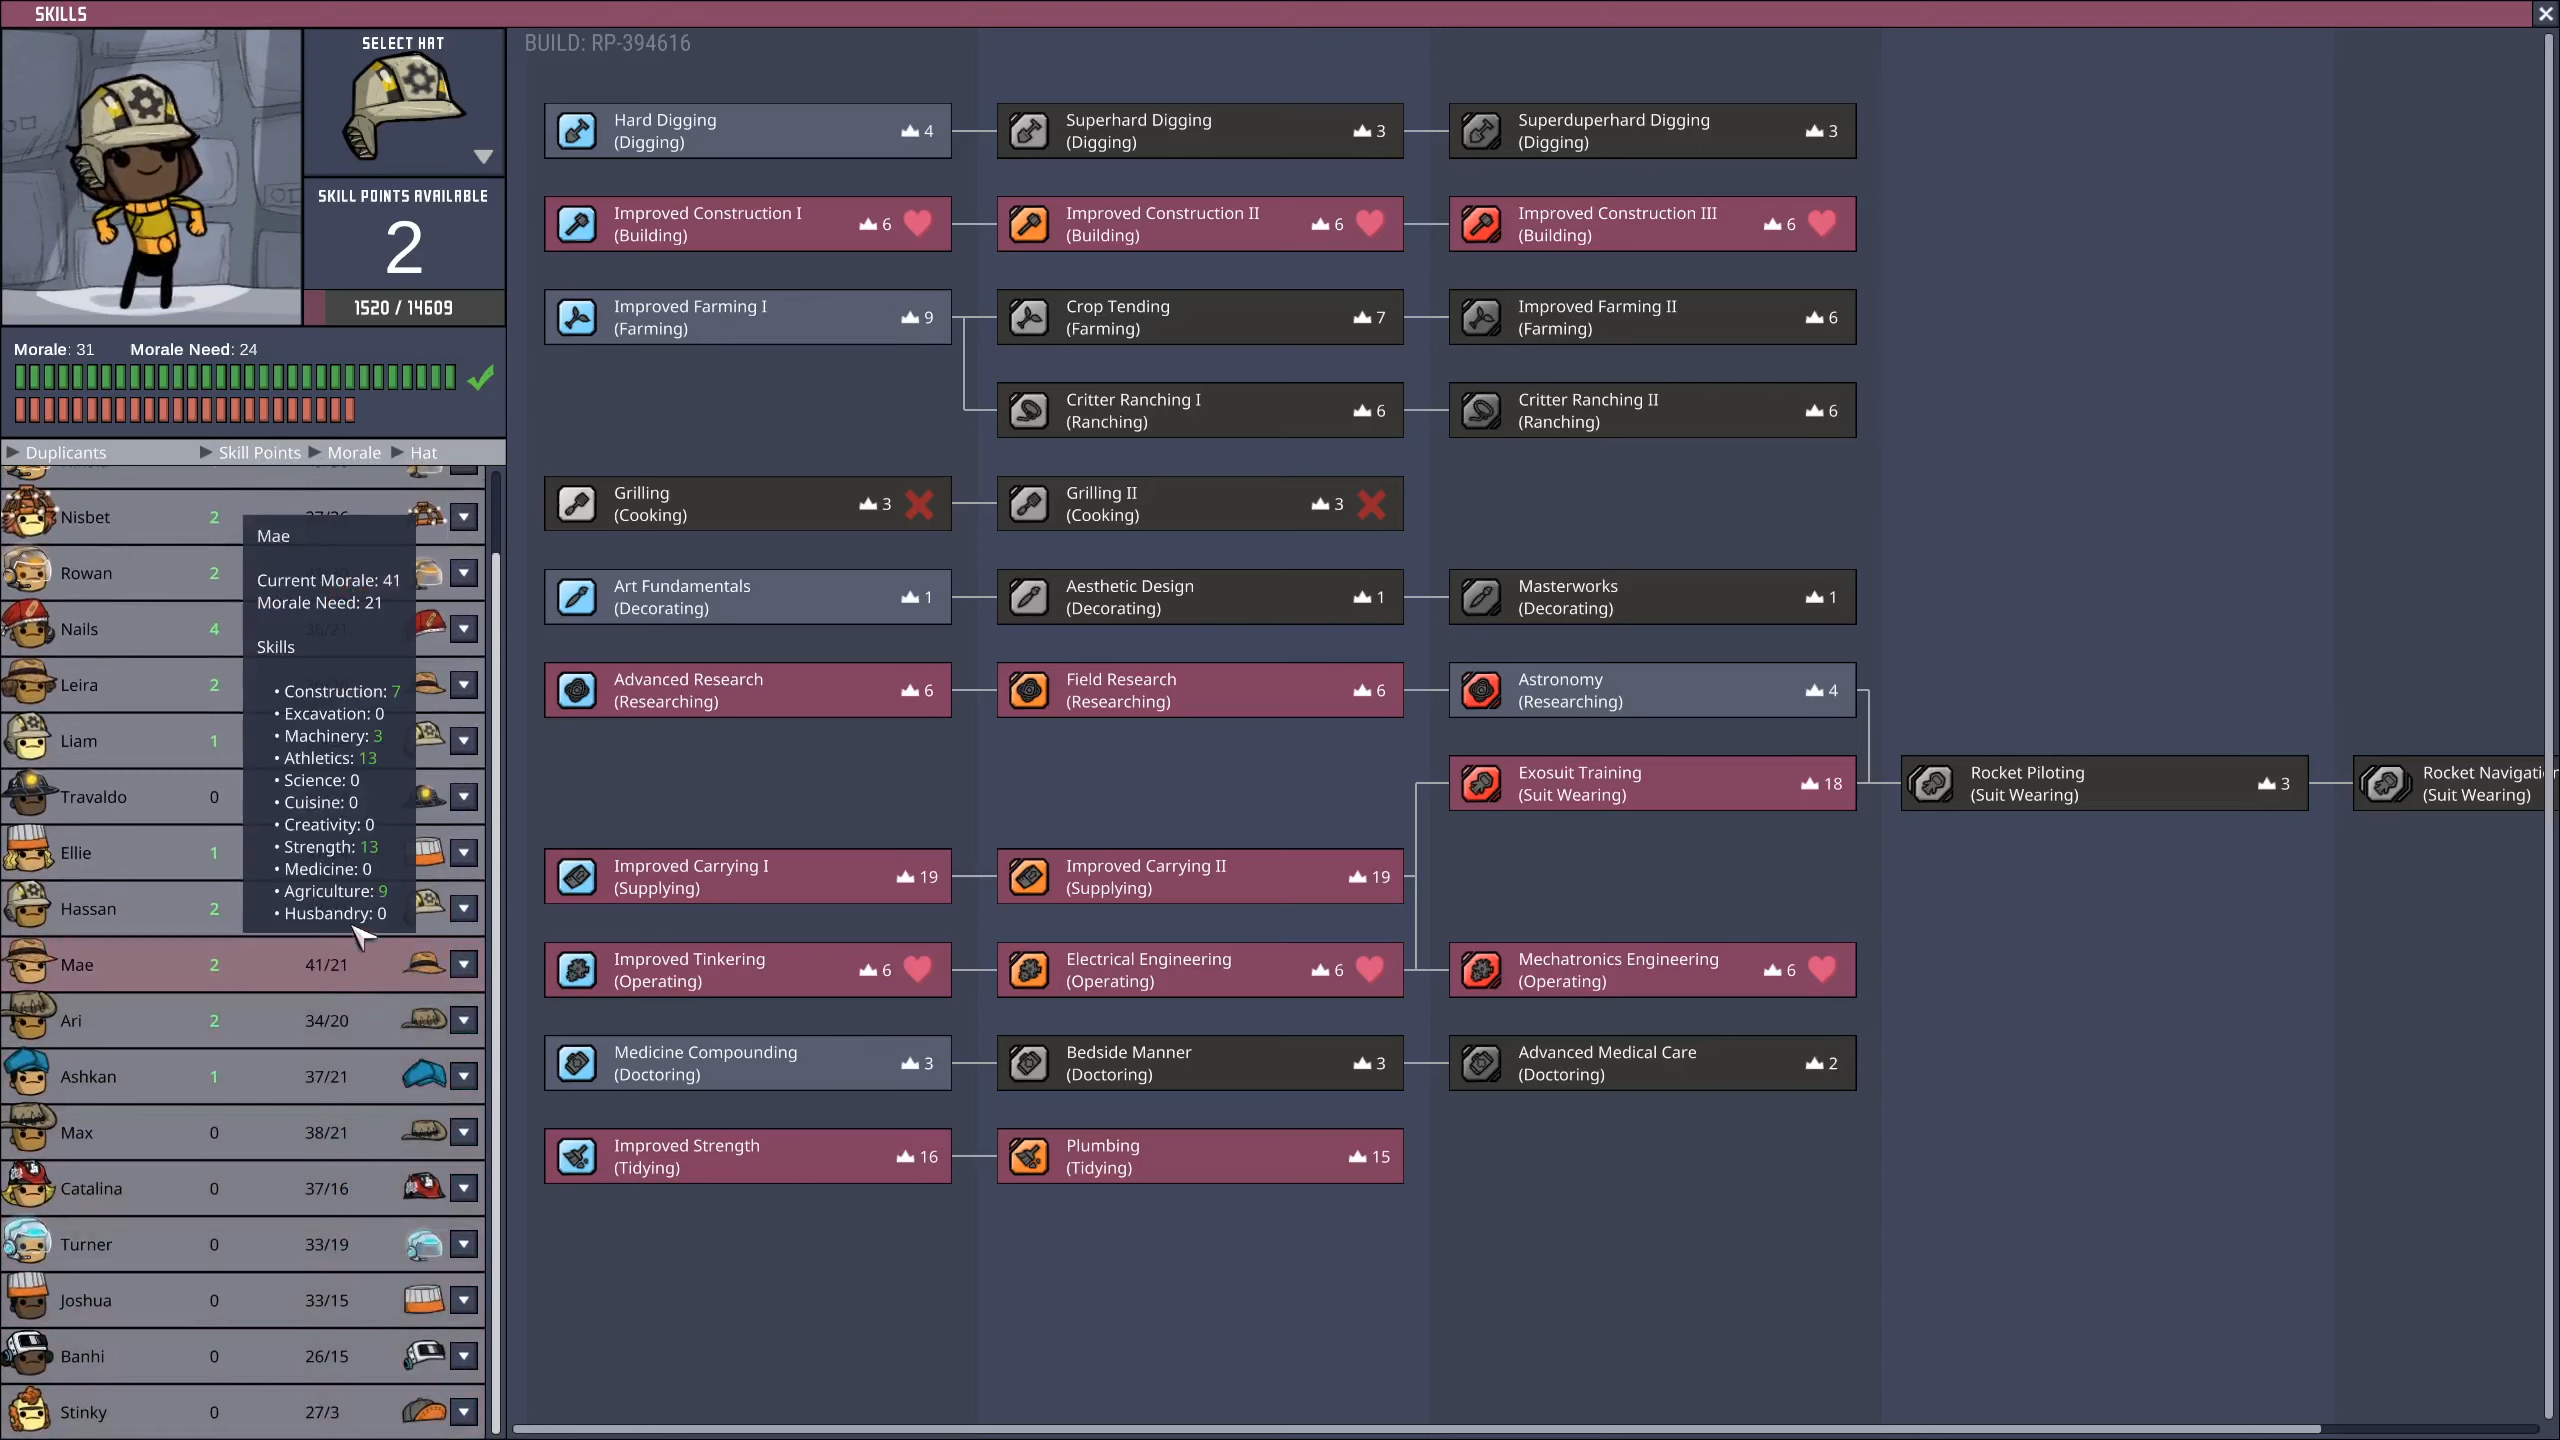 SKILLS
SELECT HAT
SKILL POINTS AVAILABLE
2
1520 / 14609
Morale: 31 Morale Need: 24
Duplicants Skill Points Morale Hat
Nisbet 2
Rowan 2
Nails 4
Leira 2
Liam 1
Travaldo 0
Ellie 1
Hassan 2
Mae 2 41/21
Ari 2 34/20
Ashkan 1 37/21
Max 0 38/21
Catalina 0 37/16
Turner 0 33/19
Joshua 0 33/15
Banhi 0 26/15
Stinky 0 27/3
Mae
Current Morale: 41
Morale Need: 21
Skills
• Construction: 7
• Excavation: 0
• Machinery: 3
• Athletics: 13
• Science: 0
• Cuisine: 0
• Creativity: 0
• Strength: 13
• Medicine: 0
• Agriculture: 9
• Husbandry: 0
BUILD: RP-394616
Hard Digging
(Digging)
4
Superhard Digging
(Digging)
3
Superduperhard Digging
(Digging)
3
Improved Construction I
(Building)
6
Improved Construction II
(Building)
6
Improved Construction III
(Building)
6
Improved Farming I
(Farming)
9
Crop Tending
(Farming)
7
Improved Farming II
(Farming)
6
Critter Ranching I
(Ranching)
6
Critter Ranching II
(Ranching)
6
Grilling
(Cooking)
3
Grilling II
(Cooking)
3
Art Fundamentals
(Decorating)
1
Aesthetic Design
(Decorating)
1
Masterworks
(Decorating)
1
Advanced Research
(Researching)
6
Field Research
(Researching)
6
Astronomy
(Researching)
4
Exosuit Training
(Suit Wearing)
18
Rocket Piloting
(Suit Wearing)
3
Rocket
(Suit Wearing)
Improved Carrying I
(Supplying)
19
Improved Carrying II
(Supplying)
19
Improved Tinkering
(Operating)
6
Electrical Engineering
(Operating)
6
Mechatronics Engineering
(Operating)
6
Medicine Compounding
(Doctoring)
3
Bedside Manner
(Doctoring)
3
Advanced Medical Care
(Doctoring)
2
Improved Strength
(Tidying)
16
Plumbing
(Tidying)
15